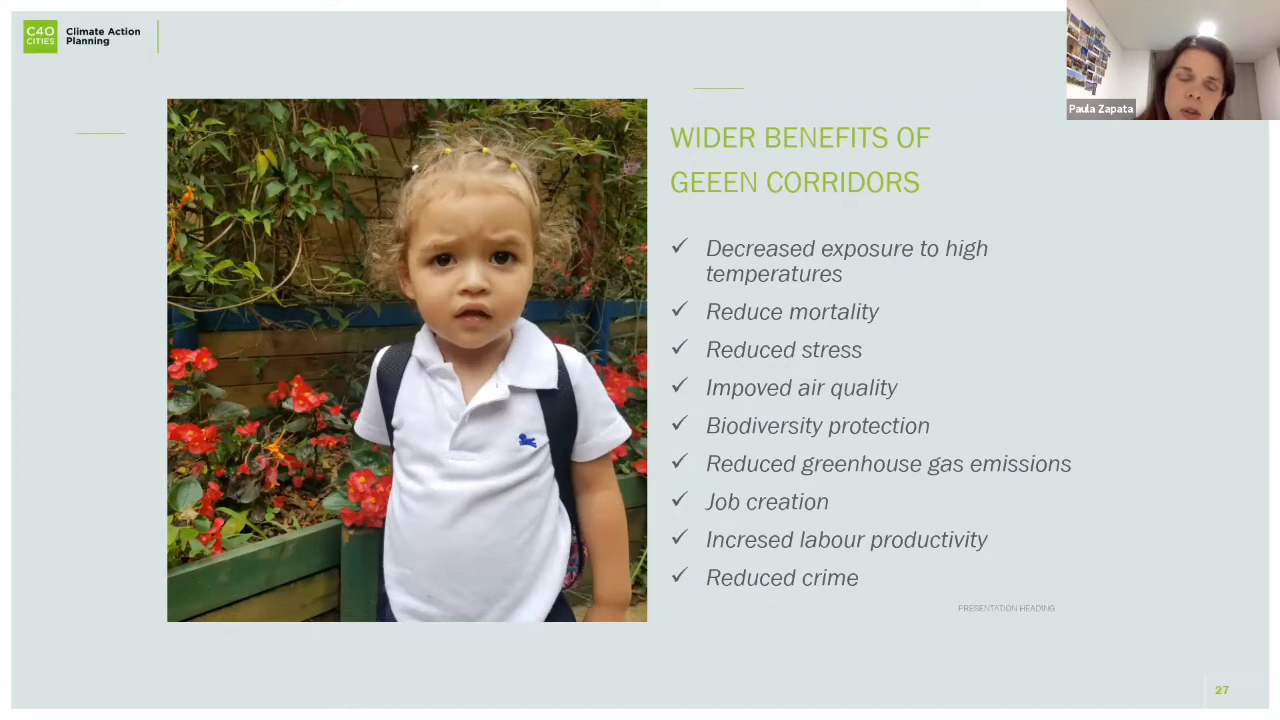 C40
CITIES
Climate Action
Planning
Paula Zapata
WIDER BENEFITS OF
GEEEN CORRIDORS
✓ Decreased exposure to high
temperatures
✓ Reduce mortality
✓ Reduced stress
✓ Impoved air quality
✓ Biodiversity protection
✓ Reduced greenhouse gas emissions
✓ Job creation
✓ Incresed labour productivity
✓ Reduced crime
PRESENTATION HEADING
27